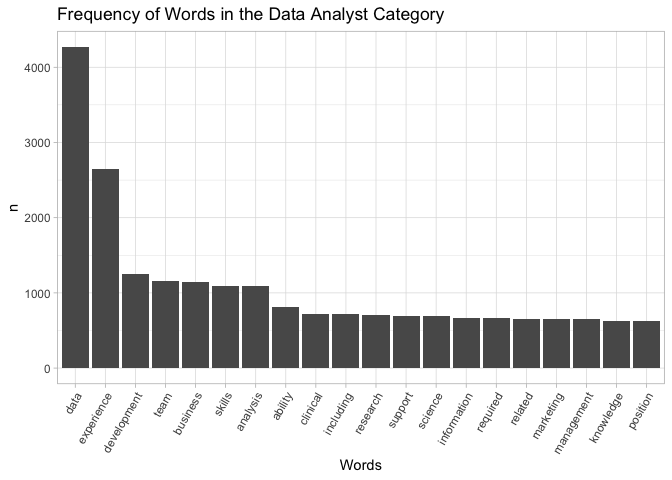 Frequency of Words in the Data Analyst Category
4000
3000
2000
1000
0
n
data
experience
development
team
business
skills
analysis
ability
clinical
including
research
support
science
information
required
related
marketing
management
knowledge
position
Words